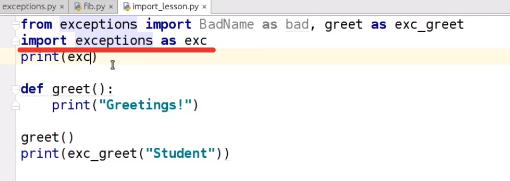 exceptions.py × fib.py × import_lesson.py ×
from exceptions import BadName as bad, greet as exc_greet
import exceptions as exc
print(exc)
def greet():
print("Greetings!")
greet()
print(exc_greet("Student"))